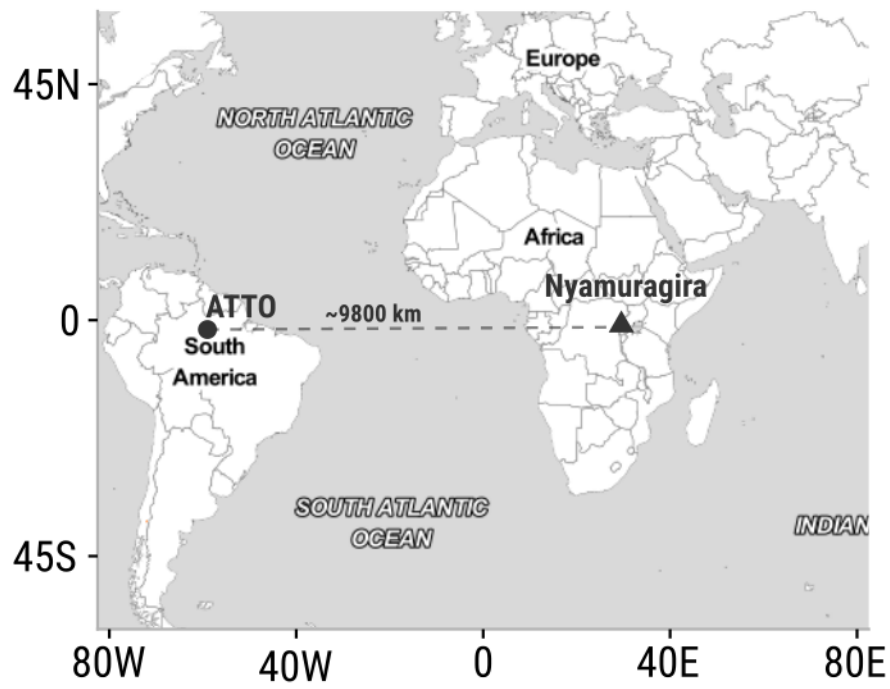 45N
Europe
NORTH ATLANTIC
OCEAN
Africa
Nyamuragira
ATTO
~9800 km
0
South
America
SOUTH ATLANTIC
OCEAN
INDIAN
45S
80W
40W
0
40E
80E